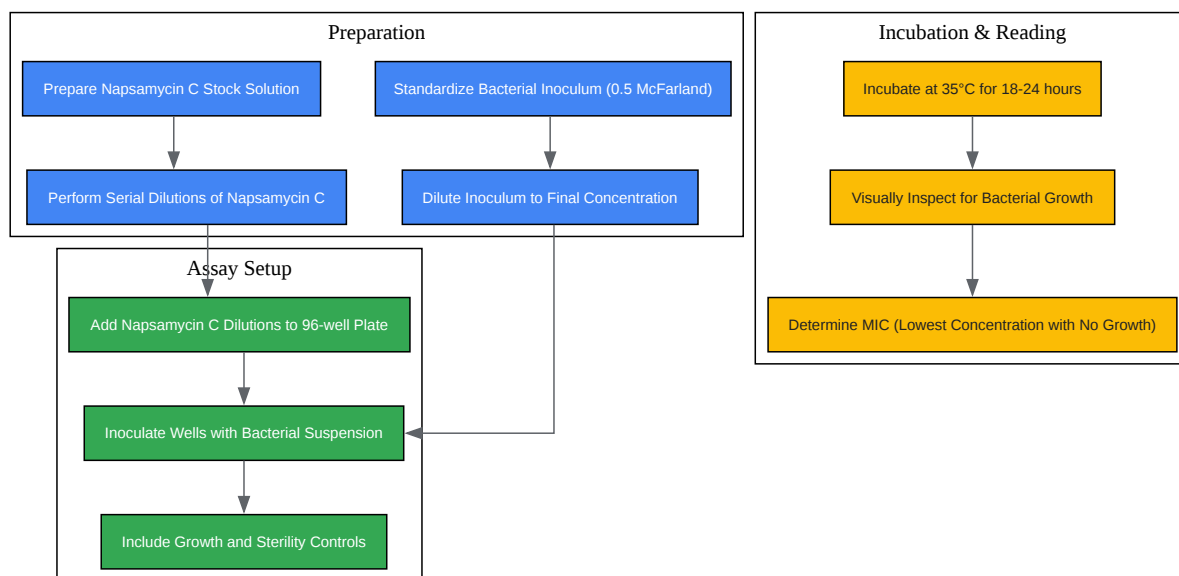 Preparation
Prepare Napsamycin C Stock Solution
Standardize Bacterial Inoculum (0.5 McFarland)
Perform Serial Dilutions of Napsamycin C
Dilute Inoculum to Final Concentration
Assay Setup
Add Napsamycin C Dilutions to 96-well Plate
Inoculate Wells with Bacterial Suspension
Include Growth and Sterility Controls
Incubation & Reading
Incubate at 35°C for 18-24 hours
Visually Inspect for Bacterial Growth
Determine MIC (Lowest Concentration with No Growth)